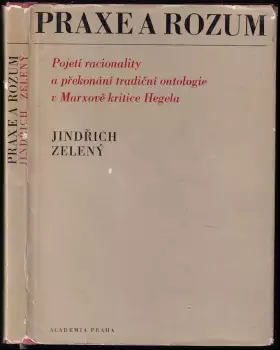 PRAXE A ROZUM
JINDŘICH ZELENÝ
PRAXE A ROZUM
Pojetí racionality
a překonání tradiční ontologie
v Marxově kritice Hegela
JINDŘICH
ZELENÝ
ACADEMIA PRAHA